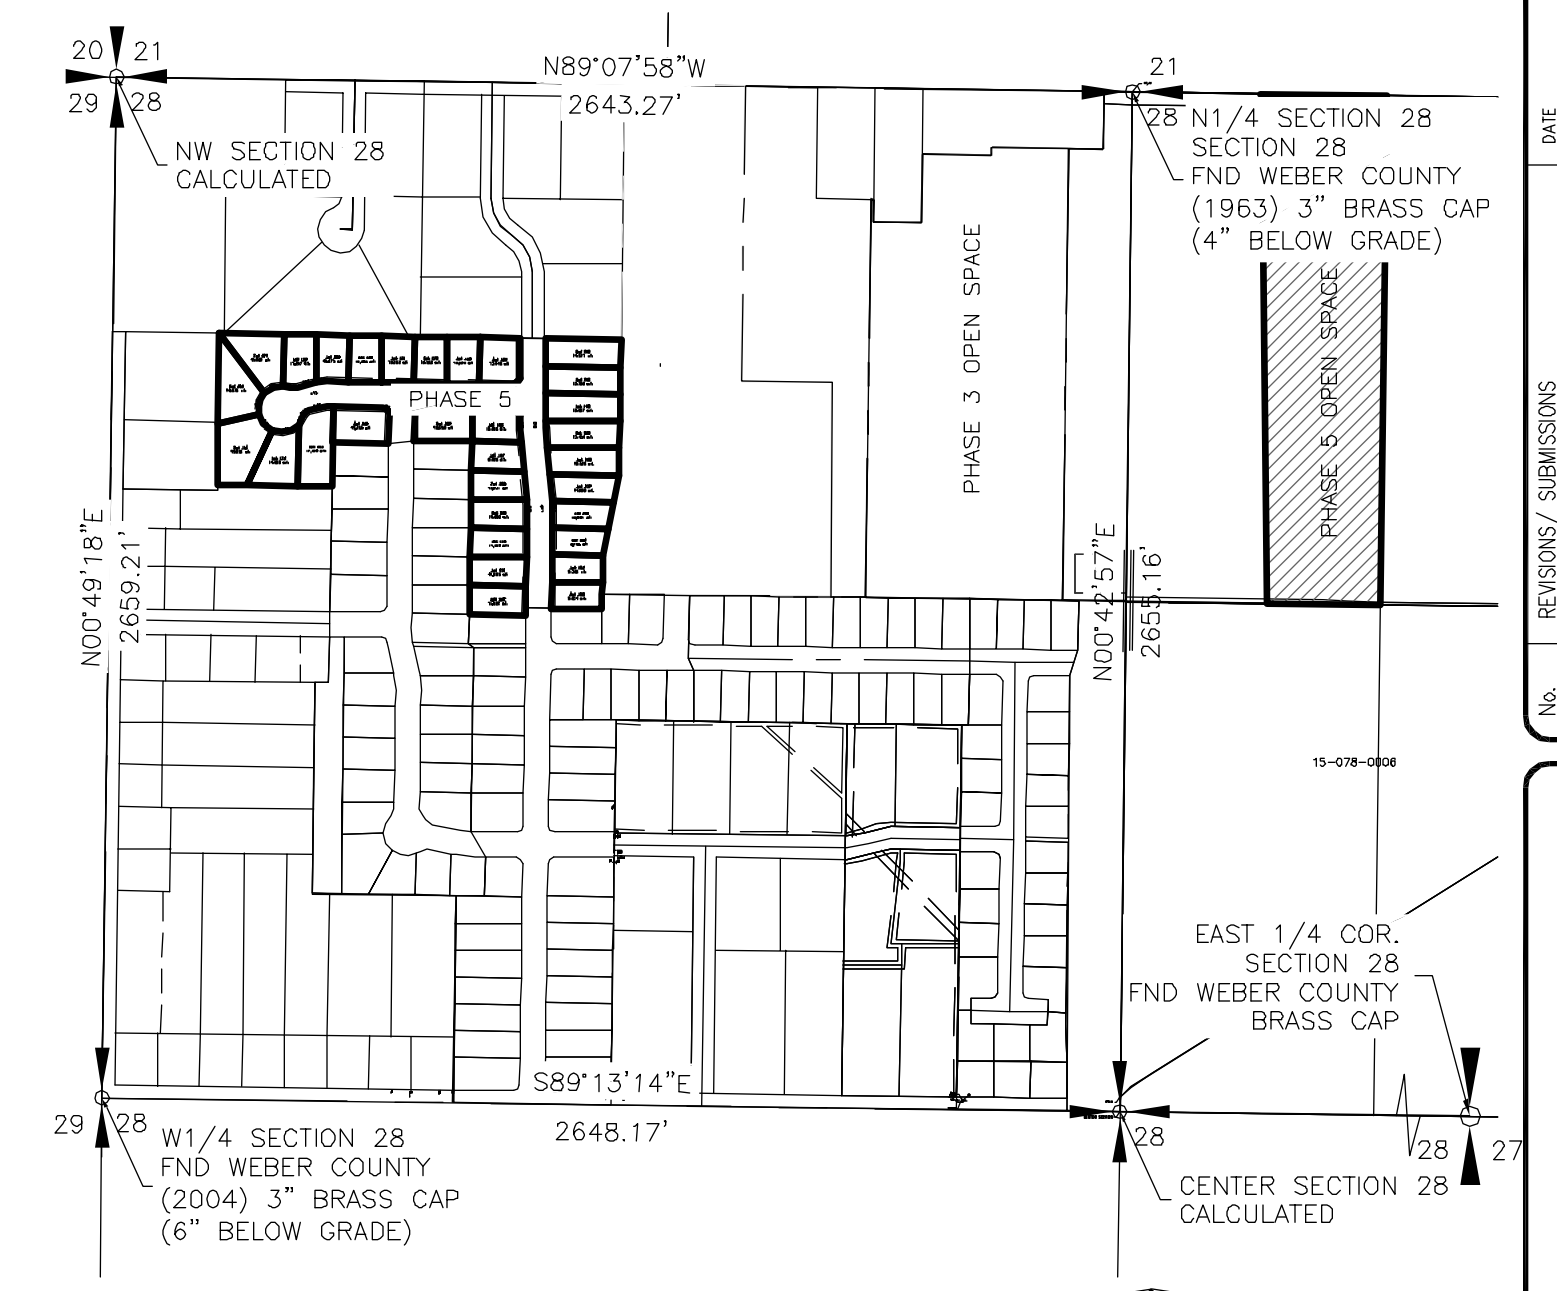 20 21
29 28
NW SECTION 28
CALCULATED
N89°07'58"W
2643.27'
21
28
N1/4 SECTION 28
SECTION 28
FND WEBER COUNTY
(1963) 3" BRASS CAP
(4" BELOW GRADE)
DATE
REVISIONS/ SUBMISSIONS
No.
PHASE 5
PHASE 3 OPEN SPACE
PHASE 5 OPEN SPACE
N00°49'18"E
2659.21'
N00°42'57"E
2655.16'
15-078-0006
EAST 1/4 COR.
SECTION 28
FND WEBER COUNTY
BRASS CAP
S89°13'14"E
2648.17'
29 28
W1/4 SECTION 28
FND WEBER COUNTY
(2004) 3" BRASS CAP
(6" BELOW GRADE)
28
CENTER SECTION 28
CALCULATED
28 27